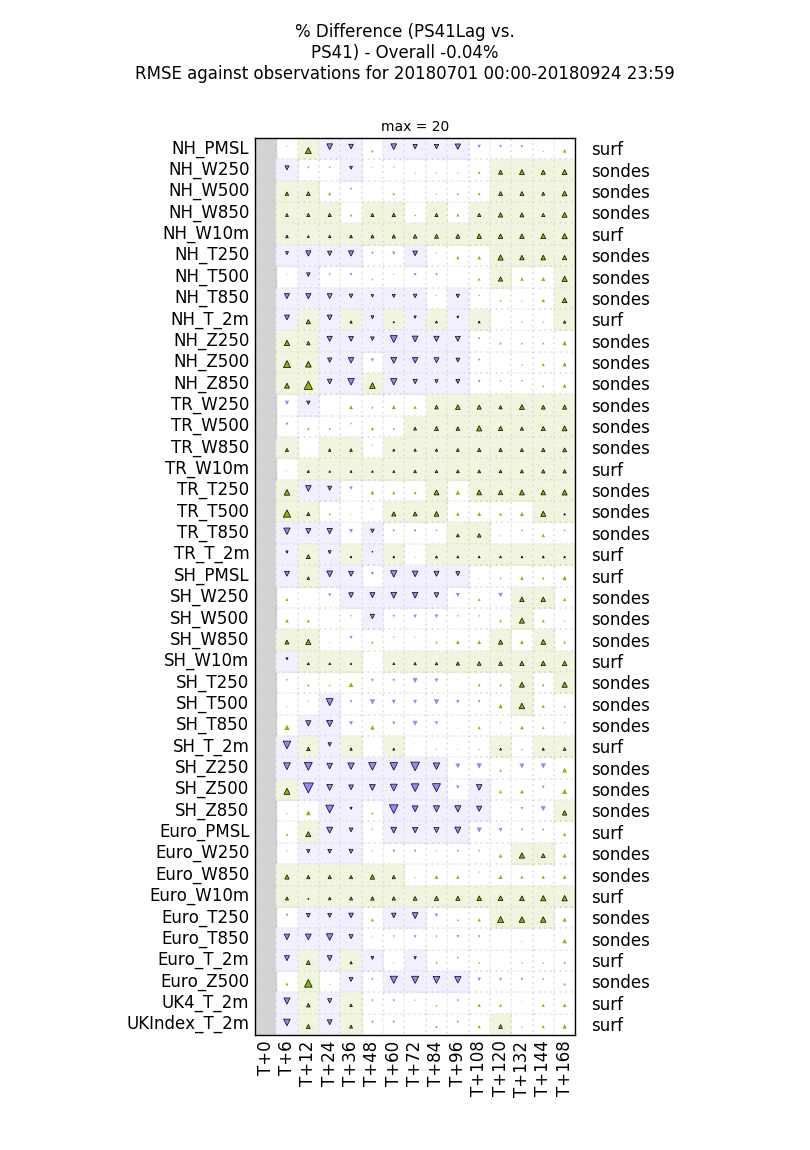 % Difference (PS41Lag vs.
PS41) - Overall -0.04%
RMSE against observations for 20180701 00:00-20180924 23:59
max = 20
NH_PMSL surf
NH_W250 sondes
NH_W500 sondes
NH_W850 sondes
NH_W10m surf
NH_T250 sondes
NH_T500 sondes
NH_T850 sondes
NH_T_2m surf
NH_Z250 sondes
NH_Z500 sondes
NH_Z850 sondes
TR_W250 sondes
TR_W500 sondes
TR_W850 sondes
TR_W10m surf
TR_T250 sondes
TR_T500 sondes
TR_T850 sondes
TR_T_2m surf
SH_PMSL surf
SH_W250 sondes
SH_W500 sondes
SH_W850 sondes
SH_W10m surf
SH_T250 sondes
SH_T500 sondes
SH_T850 sondes
SH_T_2m surf
SH_Z250 sondes
SH_Z500 sondes
SH_Z850 sondes
Euro_PMSL surf
Euro_W250 sondes
Euro_W850 sondes
Euro_W10m surf
Euro_T250 sondes
Euro_T850 sondes
Euro_T_2m surf
Euro_Z500 sondes
UK4_T_2m surf
UKIndex_T_2m surf
T+0 T+6 T+12 T+24 T+36 T+48 T+60 T+72 T+84 T+96 T+108 T+120 T+132 T+144 T+168